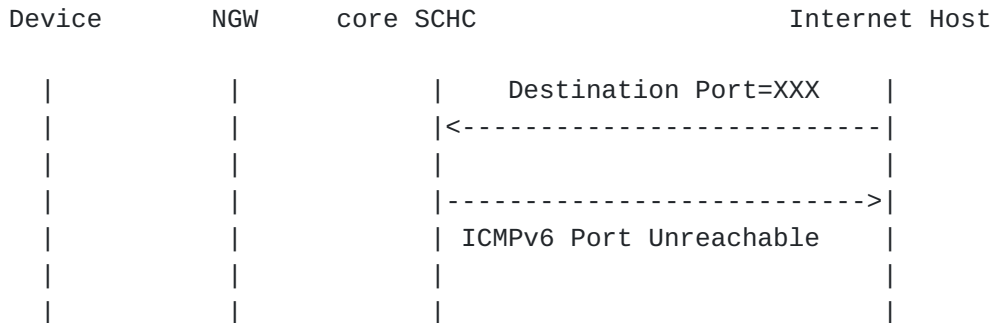 Device NGW core SCHC Internet Host
| | | Destination Port=XXX |
| | |<---------------------------|
| | | |
| | |--------------------------->|
| | | ICMPv6 Port Unreachable |
| | | |
| | | |